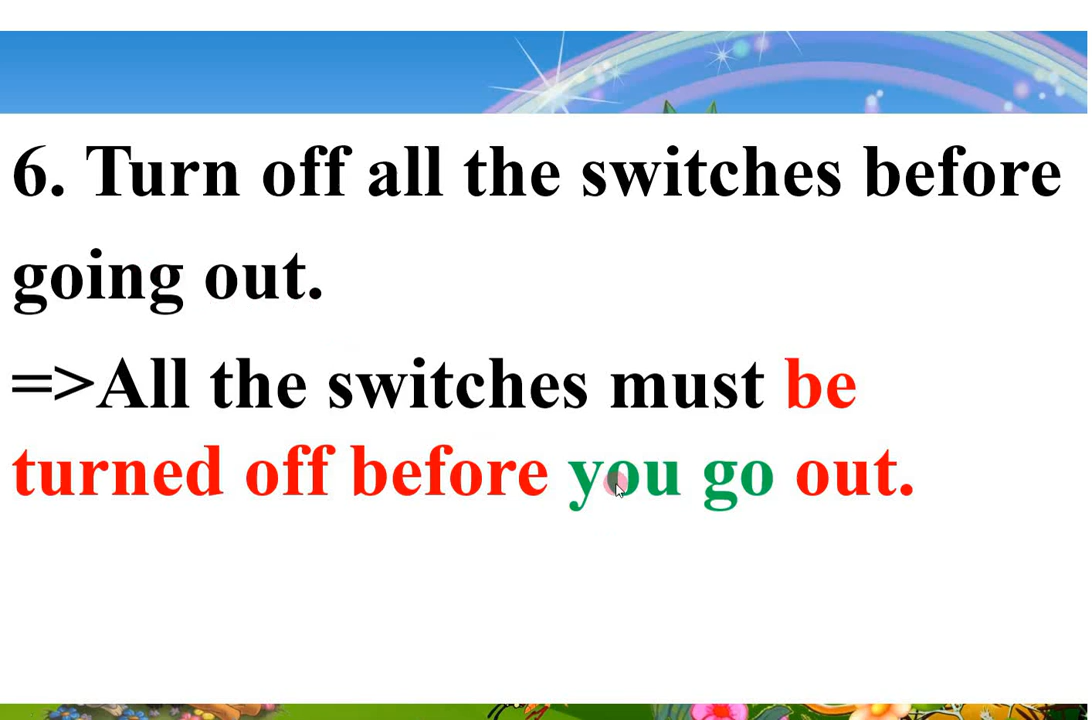 6. Turn off all the switches before
going out.
=>All the switches must be
turned off before you go out.